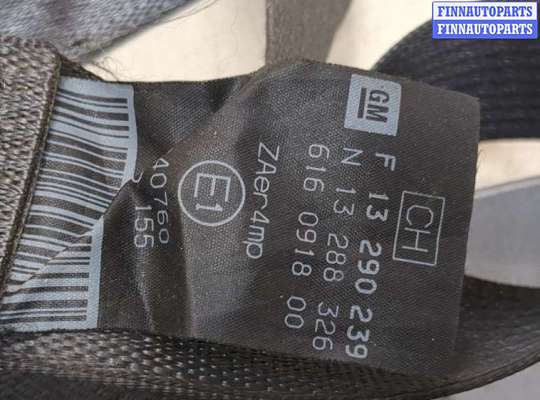 FINNAUTOPARTS
FINNAUTOPARTS
GM
CH
F 13 290 239
N 13 288 326
616 0918 00
ZAer4mp
E1
40760
155